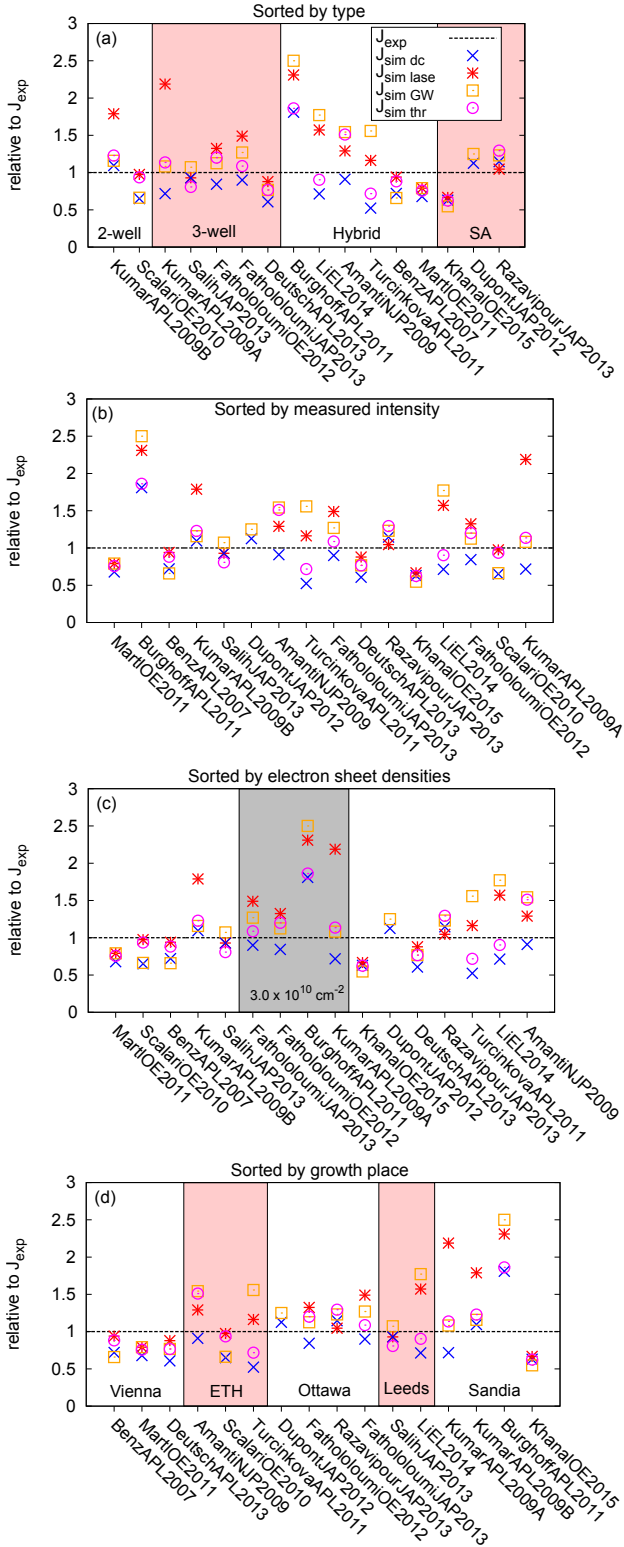 Sorted by type
(a)
J_exp
J_sim dc
J_sim lase
J_sim GW
J_sim thr
relative to J_exp
3
2.5
2
1.5
1
0.5
0
2-well
3-well
Hybrid
SA
KumarAPL2009B
ScalariOE2010
KumarAPL2009A
SalihJAP2013
FathololoumiOE2012
FathololoumiJAP2013
DeutschAPL2013
BurghoffAPL2011
LiEL2014
AmantiNJP2009
TurcinkovaAPL2011
BenzAPL2007
MartlOE2011
KhanalOE2015
DupontJAP2012
RazavipourJAP2013
(b)
Sorted by measured intensity
relative to J_exp
3
2.5
2
1.5
1
0.5
0
MartlOE2011
BurghoffAPL2011
BenzAPL2007
KumarAPL2009B
SalihJAP2013
DupontJAP2012
AmantiNJP2009
TurcinkovaAPL2011
FathololoumiJAP2013
DeutschAPL2013
RazavipourJAP2013
KhanalOE2015
LiEL2014
FathololoumiOE2012
ScalariOE2010
KumarAPL2009A
Sorted by electron sheet densities
(c)
relative to J_exp
3
2.5
2
1.5
1
0.5
0
3.0 x 10^10 cm^-2
MartlOE2011
ScalariOE2010
BenzAPL2007
KumarAPL2009B
SalihJAP2013
FathololoumiJAP2013
FathololoumiOE2012
BurghoffAPL2011
KumarAPL2009A
KhanalOE2015
DupontJAP2012
DeutschAPL2013
RazavipourJAP2013
TurcinkovaAPL2011
LiEL2014
AmantiNJP2009
Sorted by growth place
(d)
relative to J_exp
3
2.5
2
1.5
1
0.5
0
Vienna
ETH
Ottawa
Leeds
Sandia
BenzAPL2007
MartlOE2011
DeutschAPL2013
AmantiNJP2009
ScalariOE2010
TurcinkovaAPL2011
DupontJAP2012
FathololoumiOE2012
RazavipourJAP2013
FathololoumiJAP2013
SalihJAP2013
LiEL2014
KumarAPL2009A
KumarAPL2009B
BurghoffAPL2011
KhanalOE2015